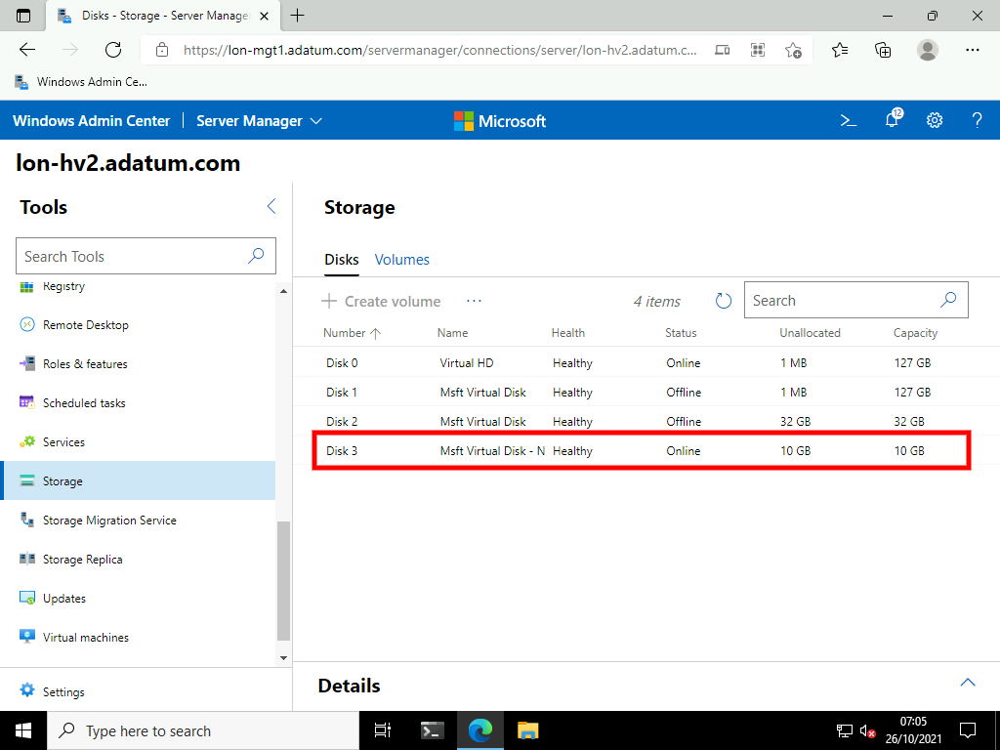 Disks - Storage - Server Manage
https://lon-mgt1.adatum.com/servermanager/connections/server/lon-hv2.adatum.c...
Windows Admin Ce...
Windows Admin Center | Server Manager Microsoft 12 ?
lon-hv2.adatum.com
Tools
Search Tools
Registry
Remote Desktop
Roles & features
Scheduled tasks
Services
Storage
Storage Migration Service
Storage Replica
Updates
Virtual machines
Settings
Storage
Disks Volumes
Create volume ... 4 items Search
Number Name Health Status Unallocated Capacity
Disk 0 Virtual HD Healthy Online 1 MB 127 GB
Disk 1 Msft Virtual Disk Healthy Offline 1 MB 127 GB
Disk 2 Msft Virtual Disk Healthy Offline 32 GB 32 GB
Disk 3 Msft Virtual Disk - N Healthy Online 10 GB 10 GB
Details
Type here to search
07:05
26/10/2021